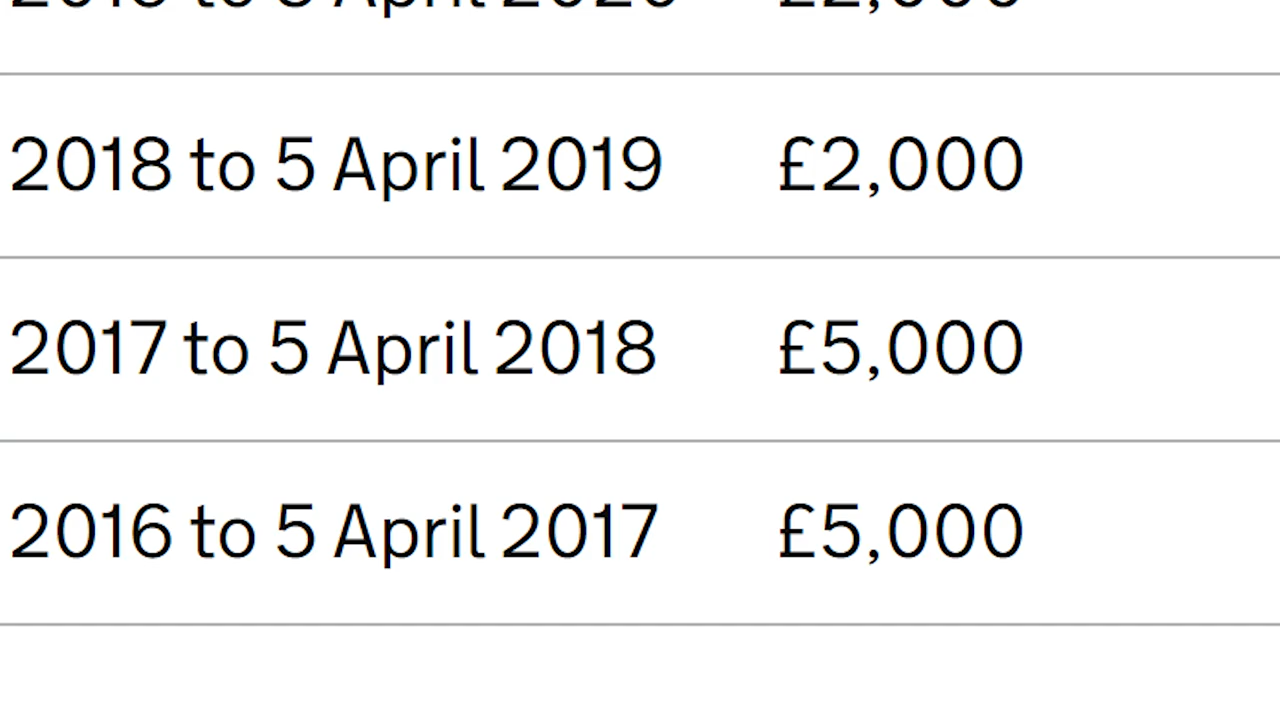 2018 to 5 April 2019 £2,000
2017 to 5 April 2018 £5,000
2016 to 5 April 2017 £5,000